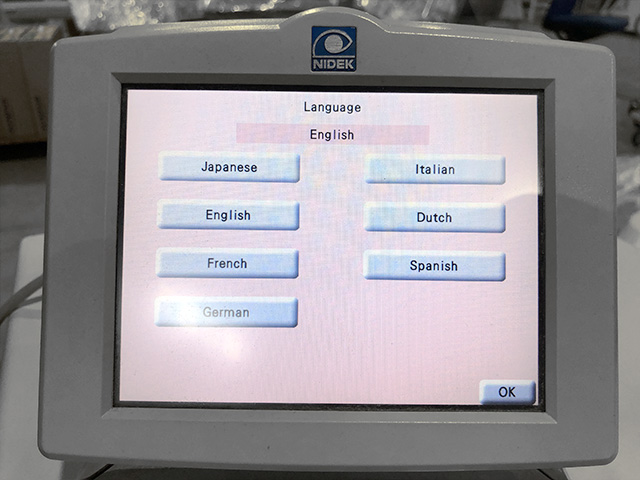 NIDEK
Language
English
Japanese
Italian
English
Dutch
French
Spanish
German
OK